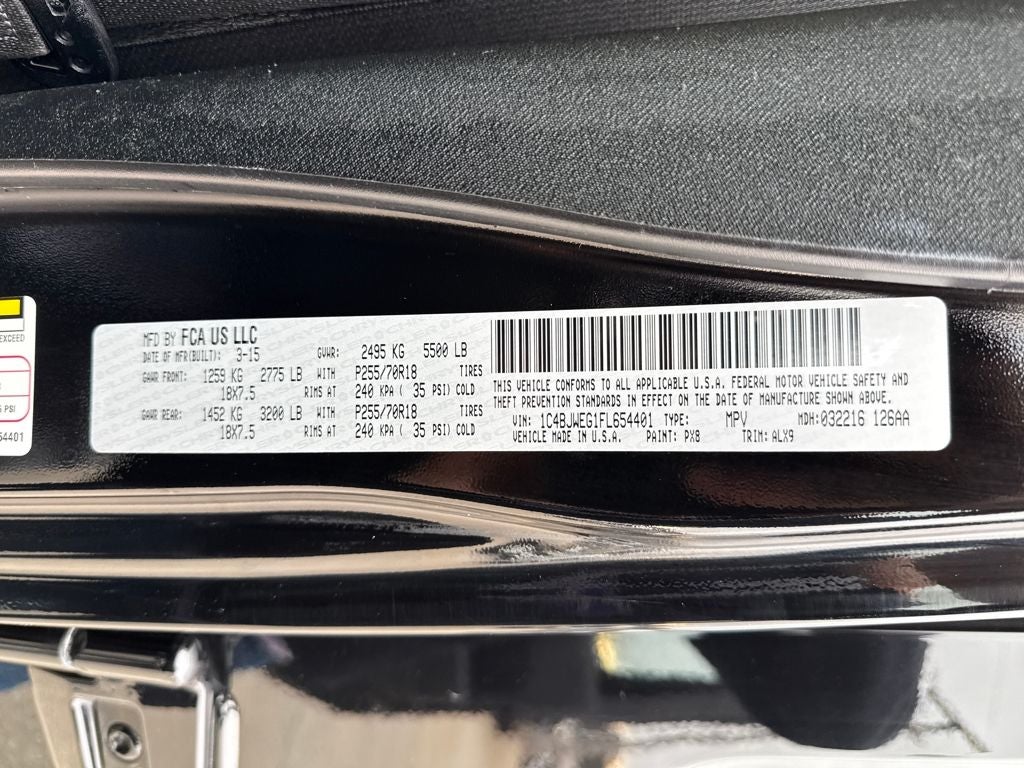 EXCEED
PSI
54401
MFD BY FCA US LLC
DATE OF MFR(BUILT): 3-15 GVWR: 2495 KG 5500 LB
GAWR FRONT: 1259 KG 2775 LB WITH P255/70R18 TIRES
18X7.5 RIMS AT 240 KPA ( 35 PSI) COLD
GAWR REAR: 1452 KG 3200 LB WITH P255/70R18 TIRES
18X7.5 RIMS AT 240 KPA ( 35 PSI) COLD
THIS VEHICLE CONFORMS TO ALL APPLICABLE U.S.A. FEDERAL MOTOR VEHICLE SAFETY AND
THEFT PREVENTION STANDARDS IN EFFECT ON THE DATE OF MANUFACTURE SHOWN ABOVE.
VIN: 1C4BJWEG1FL654401 TYPE: MPV MDH: 032216 126AA
VEHICLE MADE IN U.S.A. PAINT: PX8 TRIM: ALX9